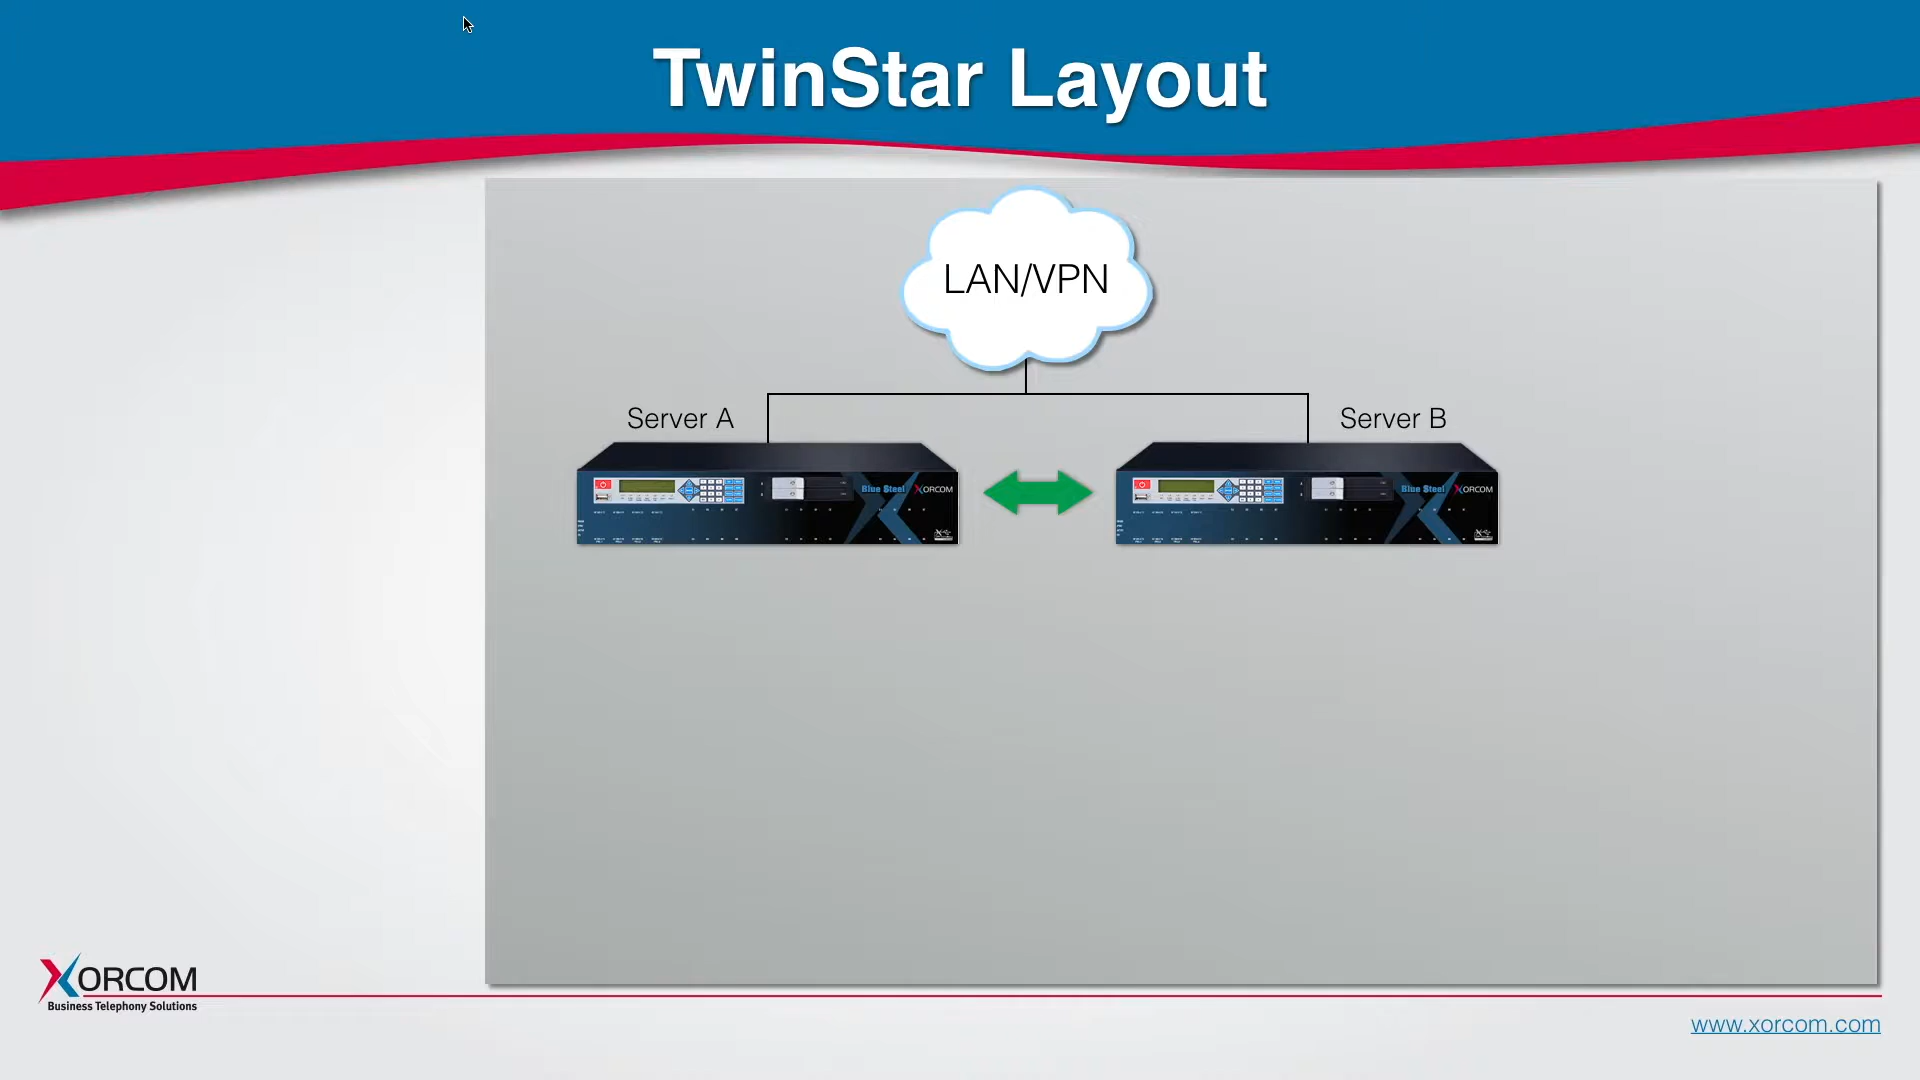 TwinStar Layout
LAN/VPN
Server A
Server B
Blue Steel XORCOM
Blue Steel XORCOM
XORCOM
Business Telephony Solutions
www.xorcom.com